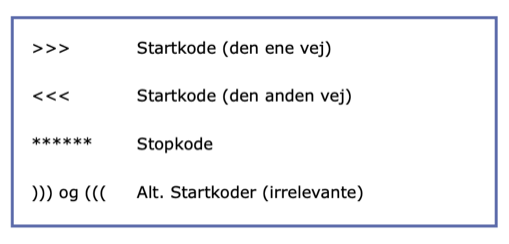 >>> Startkode (den ene vej)
<<< Startkode (den anden vej)
****** Stopkode
))) og ((( Alt. Startkoder (irrelevante)